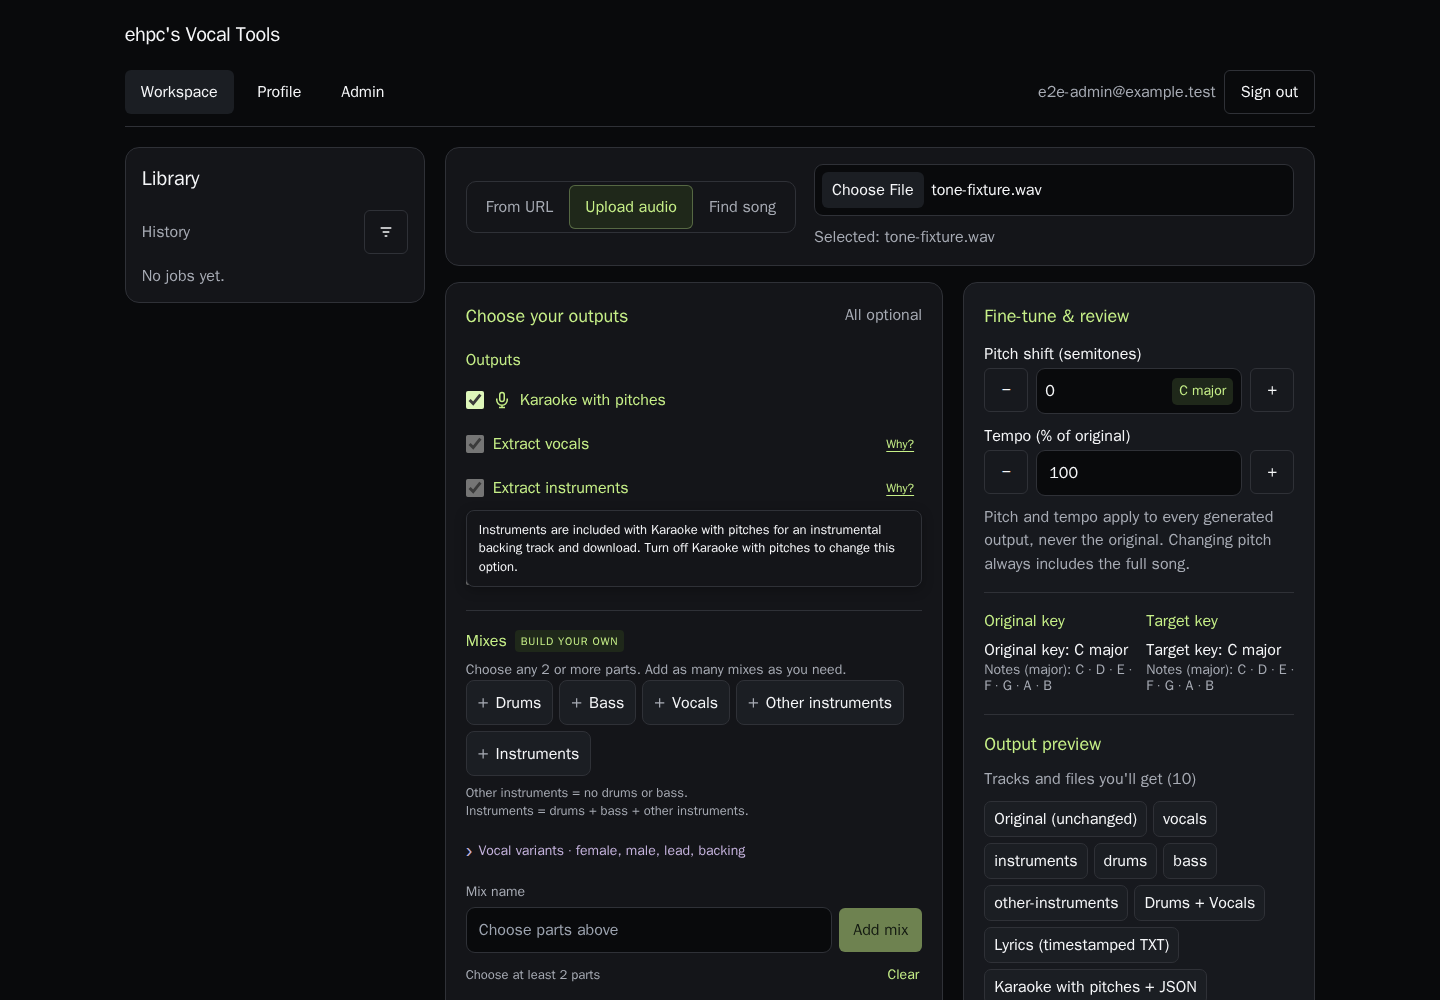 ehpc's Vocal Tools
Workspace
Profile
Admin
e2e-admin@example.test
Sign out
Library
History
No jobs yet.
From URL
Upload audio
Find song
Choose File
tone-fixture.wav
Selected: tone-fixture.wav
Choose your outputs
All optional
Outputs
Karaoke with pitches
Extract vocals
Why?
Extract instruments
Why?
Instruments are included with Karaoke with pitches for an instrumental
backing track and download. Turn off Karaoke with pitches to change this
option.
Mixes
BUILD YOUR OWN
Choose any 2 or more parts. Add as many mixes as you need.
+ Drums
+ Bass
+ Vocals
+ Other instruments
+ Instruments
Other instruments = no drums or bass.
Instruments = drums + bass + other instruments.
› Vocal variants · female, male, lead, backing
Mix name
Choose parts above
Add mix
Choose at least 2 parts
Clear
Fine-tune & review
Pitch shift (semitones)
−
0
C major
+
Tempo (% of original)
−
100
+
Pitch and tempo apply to every generated
output, never the original. Changing pitch
always includes the full song.
Original key
Original key: C major
Notes (major): C · D · E ·
F · G · A · B
Target key
Target key: C major
Notes (major): C · D · E ·
F · G · A · B
Output preview
Tracks and files you'll get (10)
Original (unchanged)
vocals
instruments
drums
bass
other-instruments
Drums + Vocals
Lyrics (timestamped TXT)
Karaoke with pitches + JSON